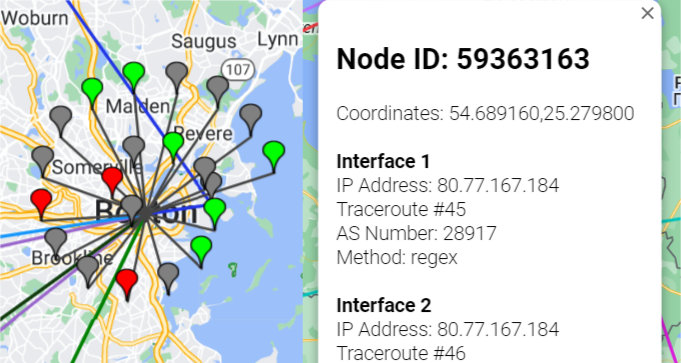 Woburn
Saugus
Lynn
107
Malden
Revere
Somerville
Boston
Brookline
×
Node ID: 59363163
Coordinates: 54.689160,25.279800
Interface 1
IP Address: 80.77.167.184
Traceroute #45
AS Number: 28917
Method: regex
Interface 2
IP Address: 80.77.167.184
Traceroute #46